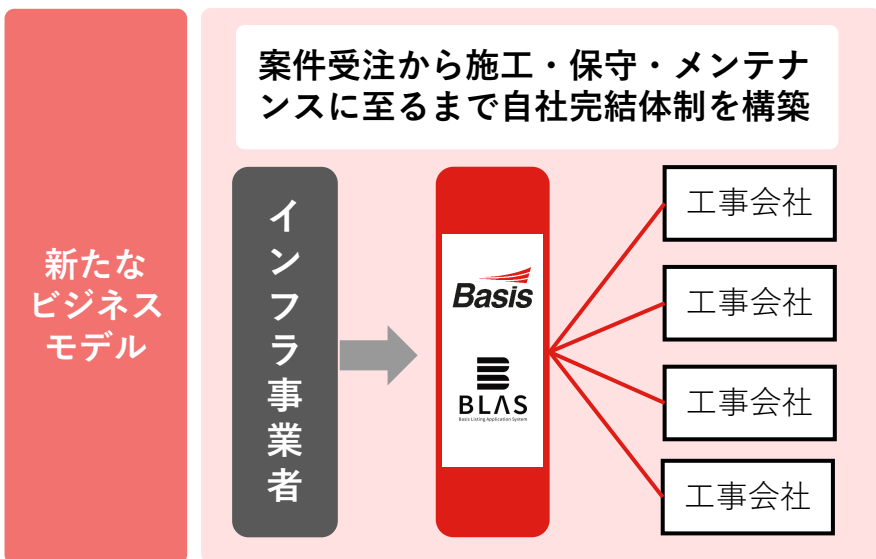 案件受注から施工・保守・メンテナ
ンスに至るまで自社完結体制を構築
新たな
ビジネス
モデル
インフラ事業者
Basis
BLAS
Basis Listing Application System
工事会社
工事会社
工事会社
工事会社